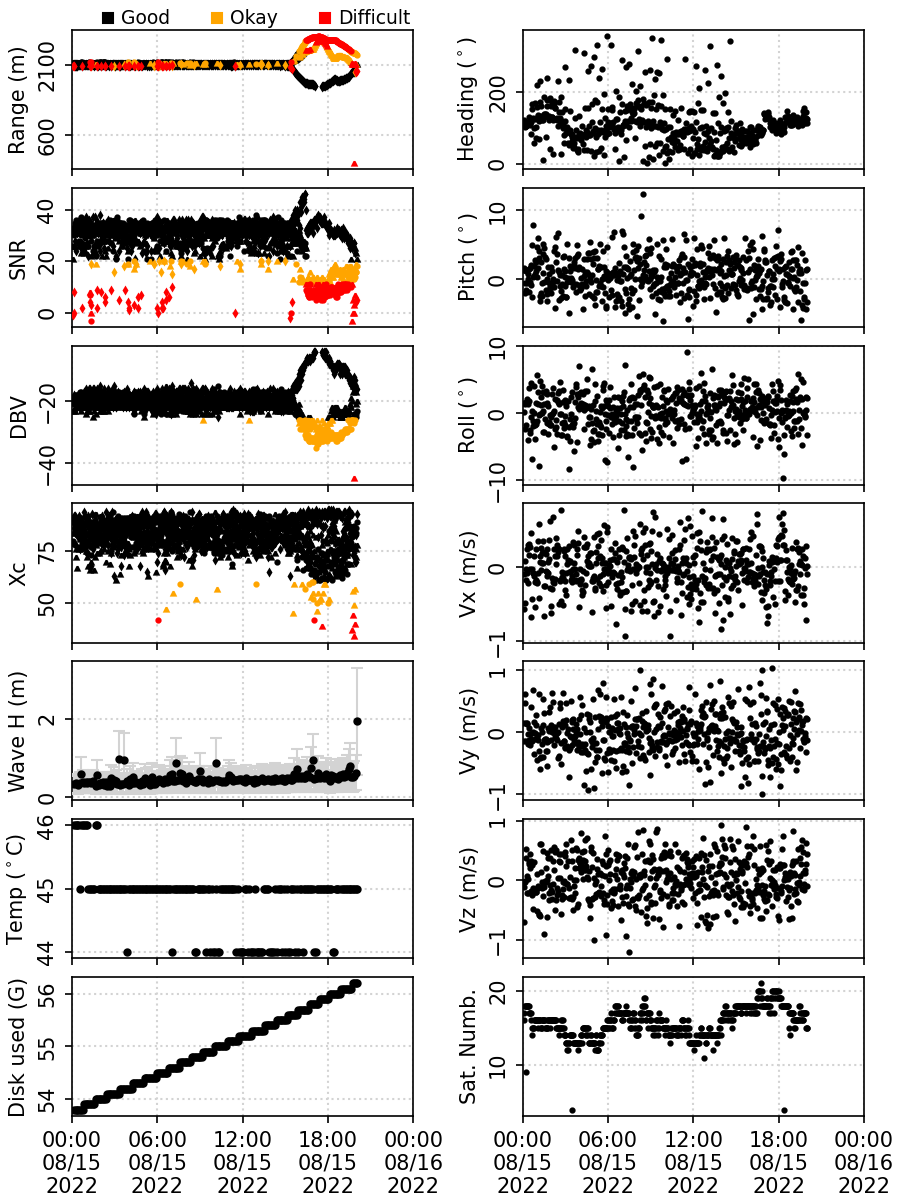 Good Okay Difficult
Range (m)
2100
600
Heading (°)
200
0
SNR
40
20
0
Pitch (°)
10
0
DBV
−20
−40
Roll (°)
10
0
−10
Xc
75
50
Vx (m/s)
0
−1
Wave H (m)
2
0
Vy (m/s)
1
0
−1
Temp (°C)
46
45
44
Vz (m/s)
1
0
−1
Disk used (G)
56
55
54
Sat. Numb.
20
10
00:00 06:00 12:00 18:00 00:00
08/15 08/15 08/15 08/15 08/16
2022 2022 2022 2022 2022
00:00 06:00 12:00 18:00 00:00
08/15 08/15 08/15 08/15 08/16
2022 2022 2022 2022 2022